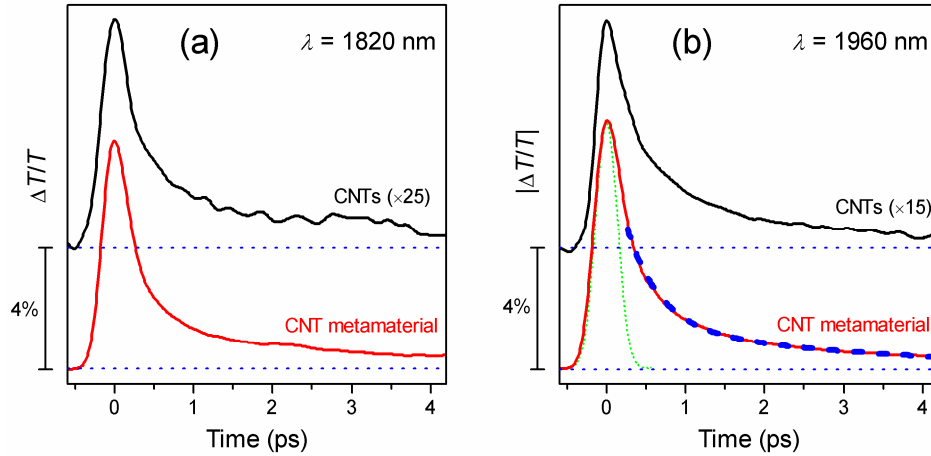 (a)
λ = 1820 nm
ΔT/T
CNTs (×25)
4%
CNT metamaterial
0
1
2
3
4
Time (ps)
(b)
λ = 1960 nm
|ΔT/T|
CNTs (×15)
4%
CNT metamaterial
0
1
2
3
4
Time (ps)